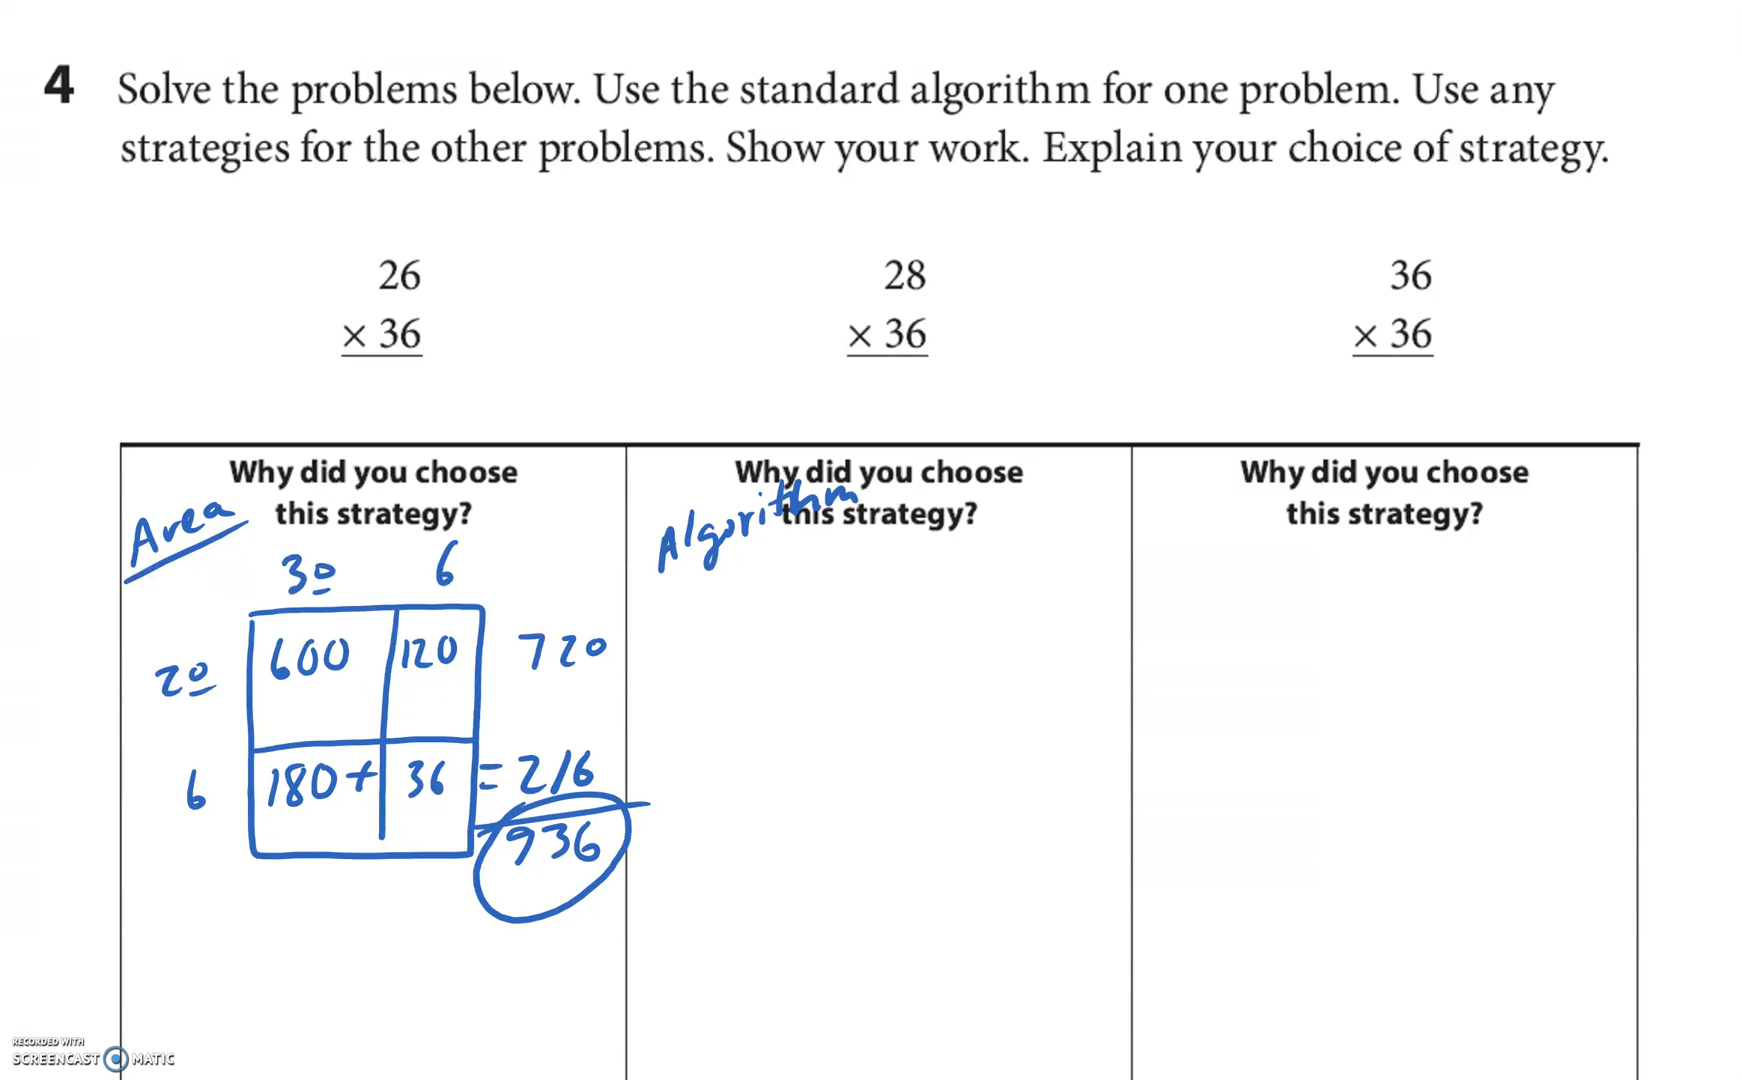 4 Solve the problems below. Use the standard algorithm for one problem. Use any
strategies for the other problems. Show your work. Explain your choice of strategy.
26
× 36
28
× 36
36
× 36
Why did you choose
this strategy?
Area
30 6
20 600 120 720
6 180 + 36 = 216
936
Why did you choose
this strategy?
Algorithm
Why did you choose
this strategy?
RECORDED WITH
SCREENCAST MATIC